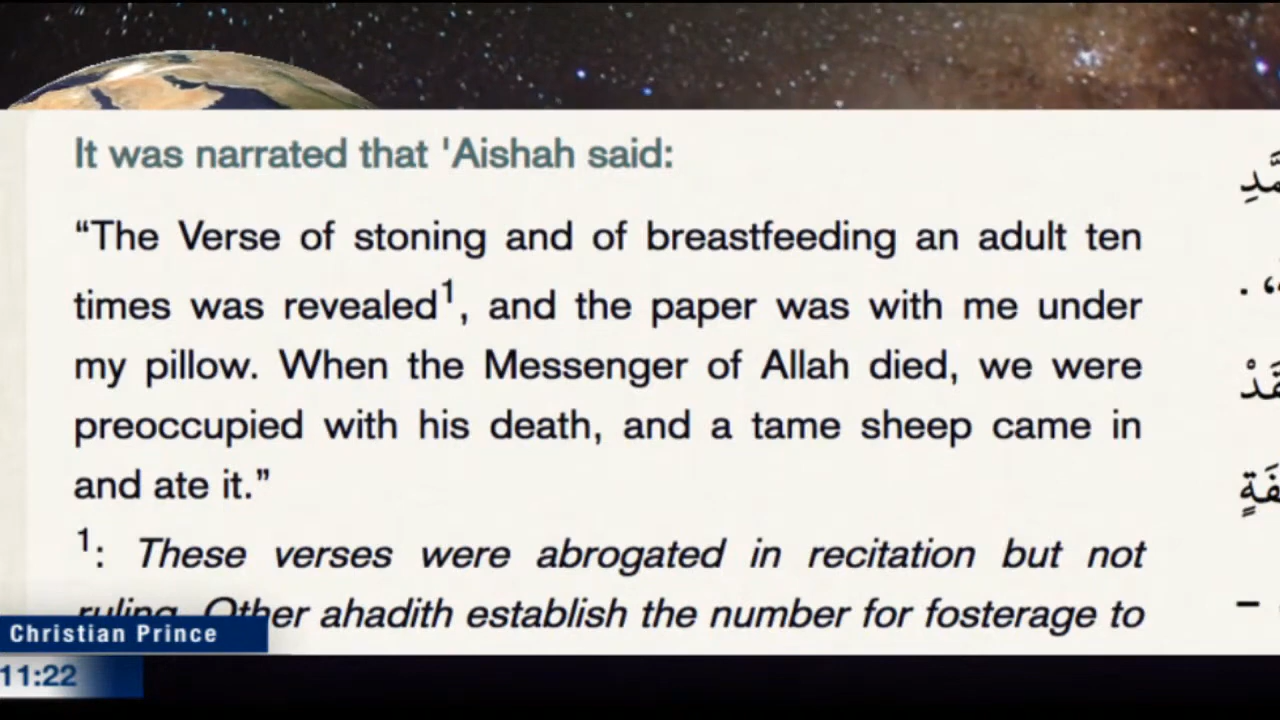 It was narrated that 'Aishah said:
“The Verse of stoning and of breastfeeding an adult ten
times was revealed1, and the paper was with me under
my pillow. When the Messenger of Allah died, we were
preoccupied with his death, and a tame sheep came in
and ate it.”
1: These verses were abrogated in recitation but not
ruling. Other ahadith establish the number for fosterage to
Christian Prince
11:22